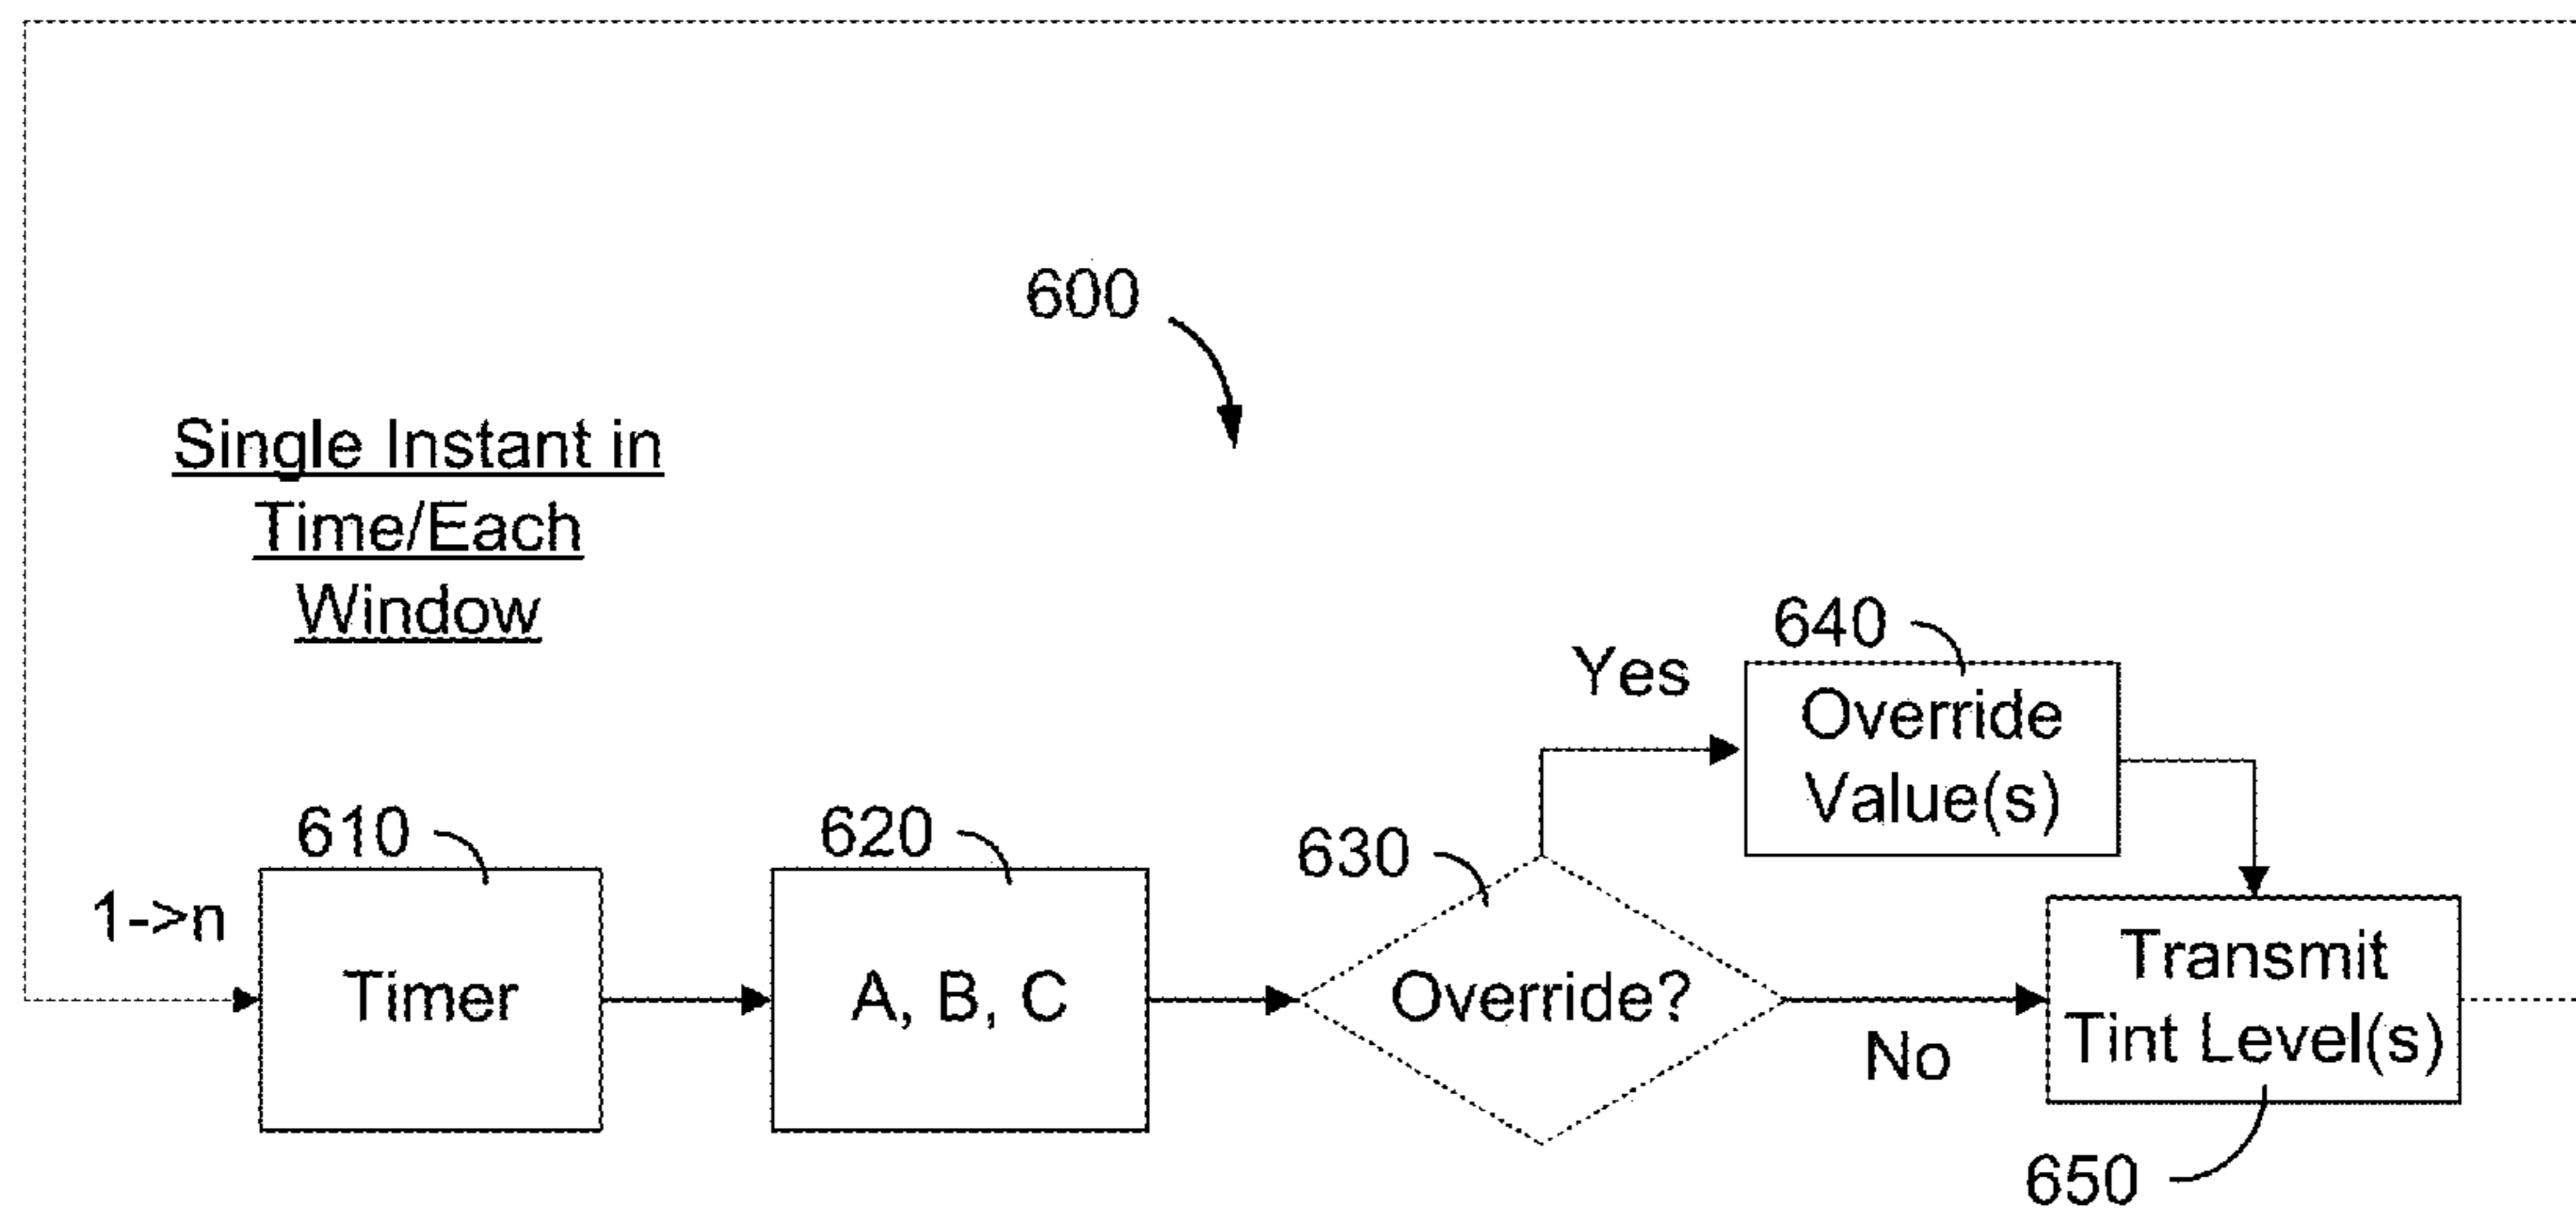 600
Single Instant in
Time/Each
Window
640
Yes
Override
Value(s)
610
620
630
1->n
Timer
A, B, C
Override?
No
Transmit
Tint Level(s)
650